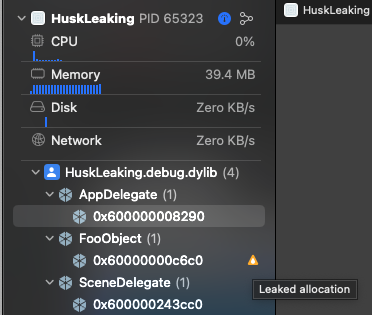 HuskLeaking PID 65323
HuskLeaking
CPU 0%
Memory 39.4 MB
Disk Zero KB/s
Network Zero KB/s
HuskLeaking.debug.dylib (4)
AppDelegate (1)
0x600000008290
FooObject (1)
0x60000000c6c0
Leaked allocation
SceneDelegate (1)
0x600000243cc0